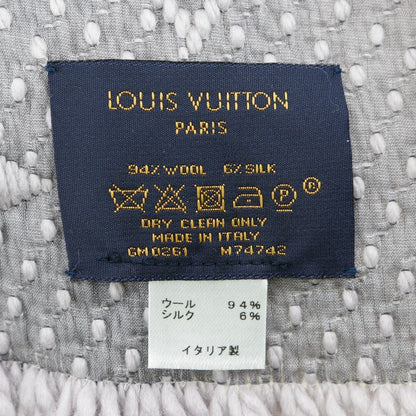 LOUIS VUITTON
PARIS
94% WOOL 6% SILK
P
DRY CLEAN ONLY
MADE IN ITALY
GM0261 M74742
ウール 94%
シルク 6%
イタリア製